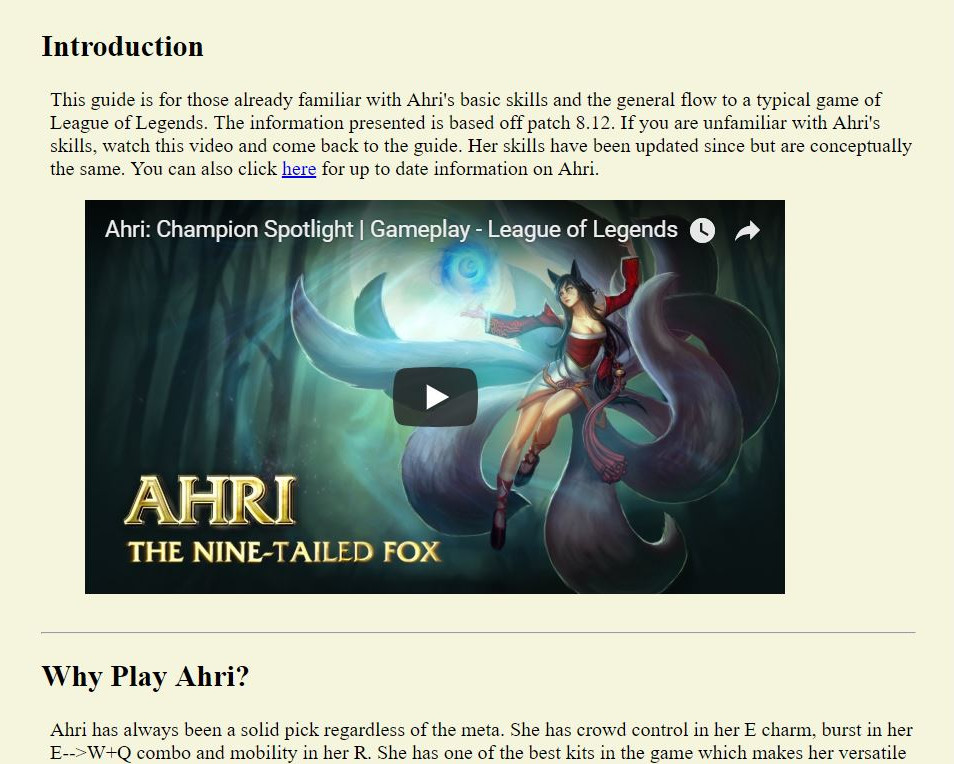 Introduction
This guide is for those already familiar with Ahri's basic skills and the general flow to a typical game of
League of Legends. The information presented is based off patch 8.12. If you are unfamiliar with Ahri's
skills, watch this video and come back to the guide. Her skills have been updated since but are conceptually
the same. You can also click here for up to date information on Ahri.
Ahri: Champion Spotlight | Gameplay - League of Legends
AHRI
THE NINE-TAILED FOX
Why Play Ahri?
Ahri has always been a solid pick regardless of the meta. She has crowd control in her E charm, burst in her
E-->W+Q combo and mobility in her R. She has one of the best kits in the game which makes her versatile